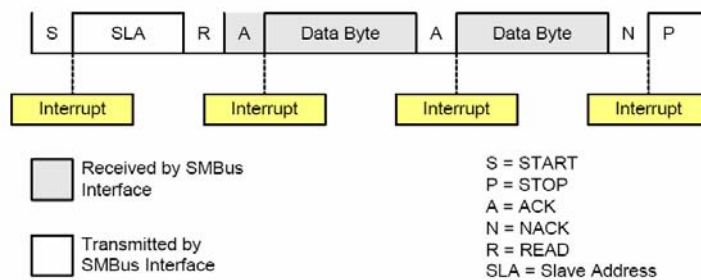 S SLA R A Data Byte A Data Byte N P
Interrupt Interrupt Interrupt Interrupt
Received by SMBus
Interface
Transmitted by
SMBus Interface
S = START
P = STOP
A = ACK
N = NACK
R = READ
SLA = Slave Address